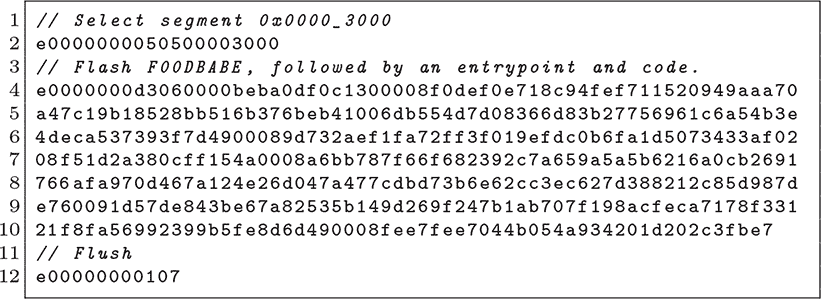 1 // Select segment 0x0000_3000
2 e00000000050500003000
3 // Flash F00DBABE, followed by an entrypoint and code.
4 e0000000d3060000beba0df0c1300008f0def0e718c94fef711520949aaa70
5 a47c19b18528bb516b376beb41006db554d7d08366d83b27756961c6a54b3e
6 4deca537393f7d4900089d732aef1fa72ff3f019efdc0b6fa1d5073433af02
7 08f51d2a380cff154a0008a6bb787f66f682392c7a659a5a5b6216a0cb2691
8 766afa970d467a124e26d047a477cdbd73b6e62cc3ec627d388212c85d987d
9 e760091d57de843be67a82535b149d269f247b1ab707f198acfeca7178f331
10 21f8fa56992399b5fe8d6d490008fee7fee7044b054a934201d202c3fbe7
11 // Flush
12 e00000000107